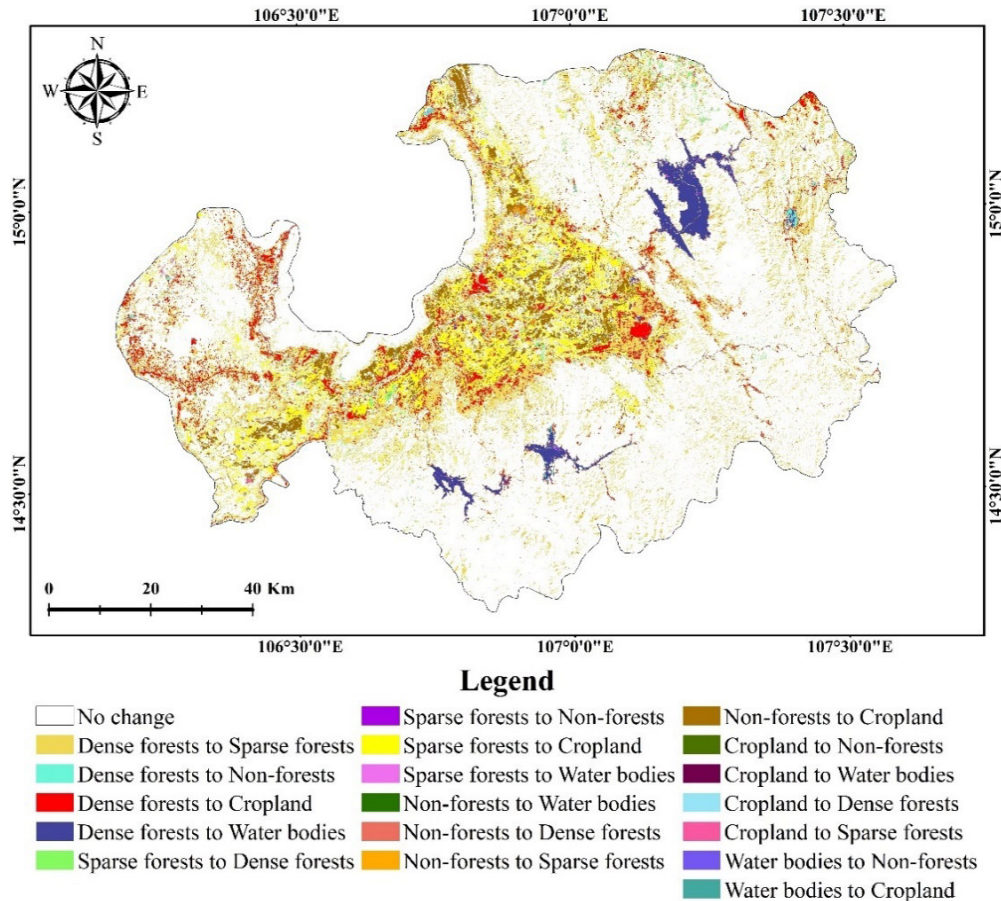 106°30'0"E 107°0'0"E 107°30'0"E
N
W E
S
15°0'0"N 15°0'0"N
14°30'0"N 14°30'0"N
0 20 40 Km
106°30'0"E 107°0'0"E 107°30'0"E
Legend
No change
Dense forests to Sparse forests
Dense forests to Non-forests
Dense forests to Cropland
Dense forests to Water bodies
Sparse forests to Dense forests
Sparse forests to Non-forests
Sparse forests to Cropland
Sparse forests to Water bodies
Non-forests to Water bodies
Non-forests to Dense forests
Non-forests to Sparse forests
Non-forests to Cropland
Cropland to Non-forests
Cropland to Water bodies
Cropland to Dense forests
Cropland to Sparse forests
Water bodies to Non-forests
Water bodies to Cropland